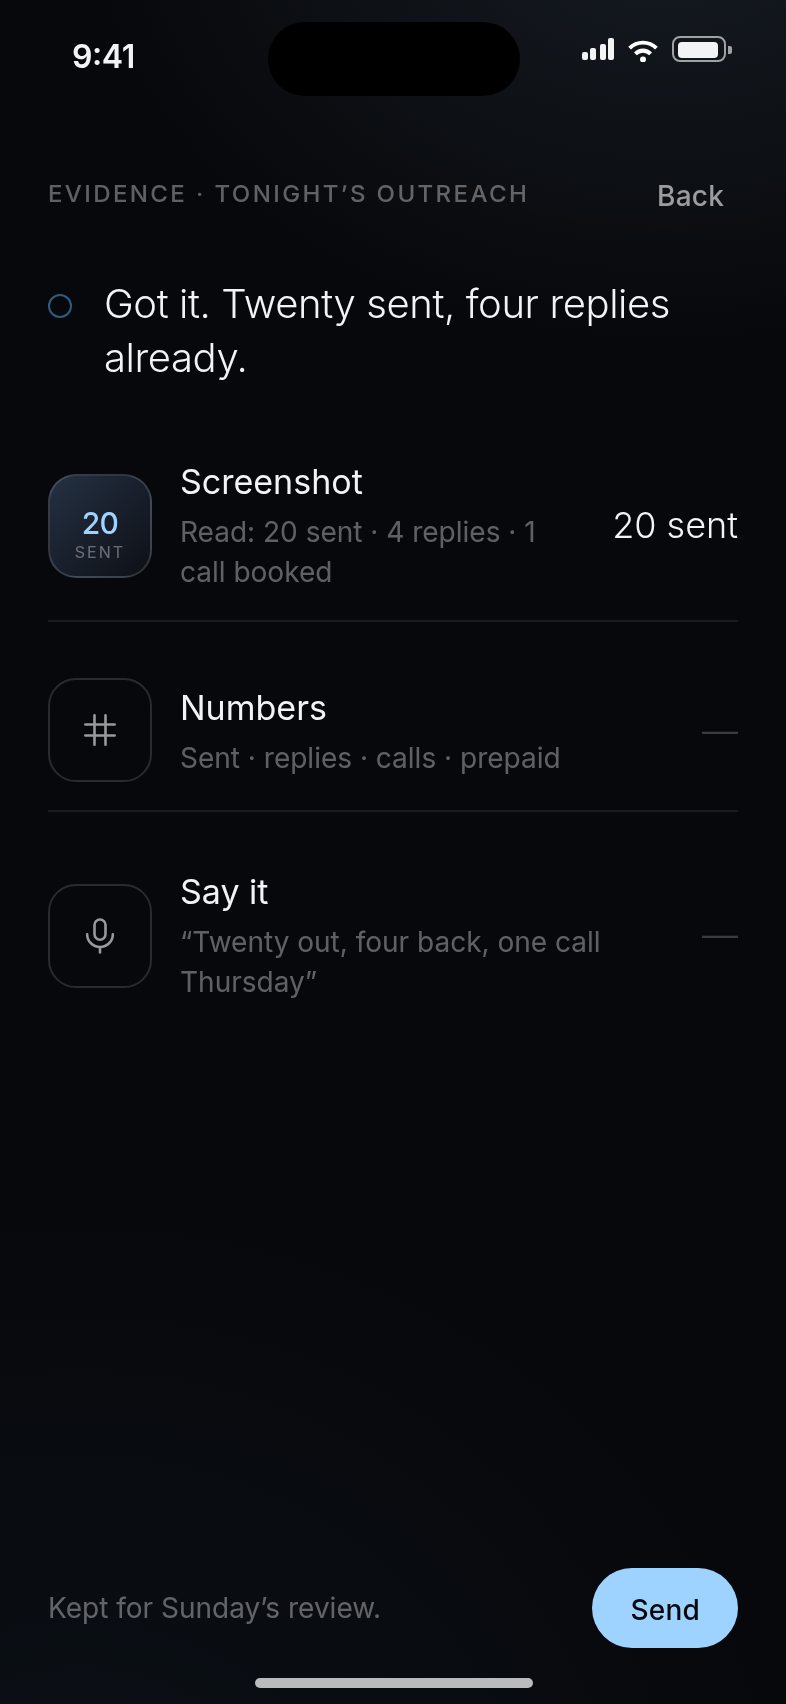 9:41
EVIDENCE · TONIGHT’S OUTREACH
Back
Got it. Twenty sent, four replies
already.
20
SENT
Screenshot
Read: 20 sent · 4 replies · 1
call booked
20 sent
Numbers
Sent · replies · calls · prepaid
—
Say it
“Twenty out, four back, one call
Thursday”
—
Kept for Sunday’s review.
Send